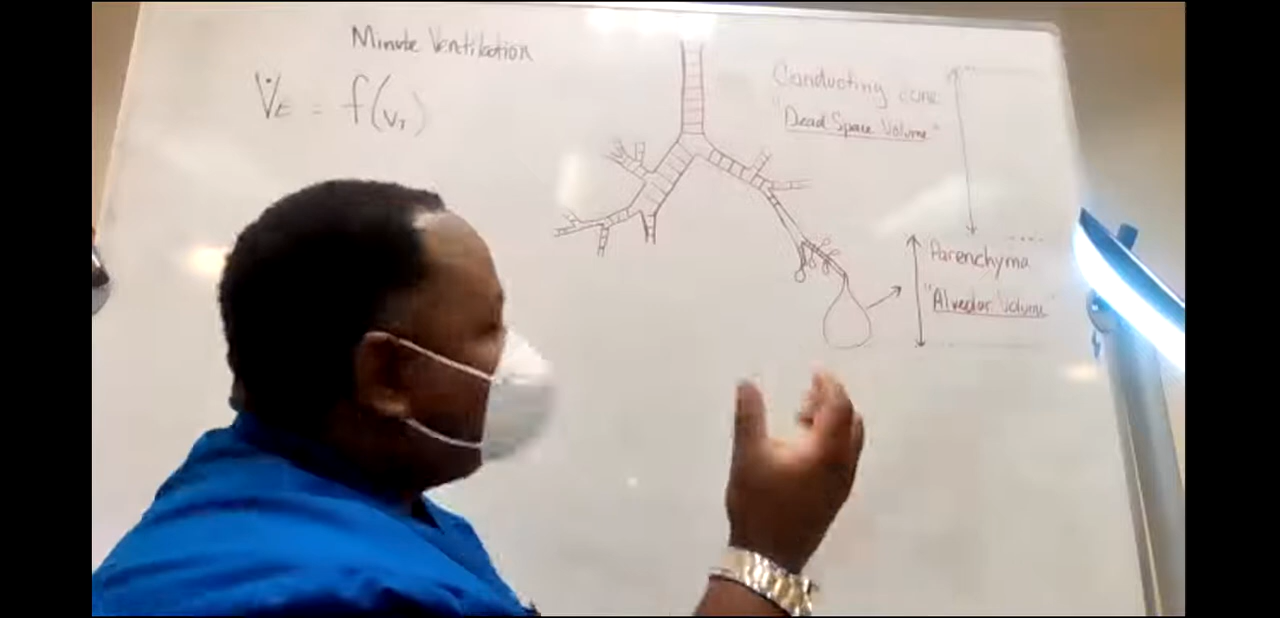 Minute Ventilation
V̇E = f(VT)
Conducting zone
"Dead Space Volume"
Parenchyma
"Alveolar Volume"